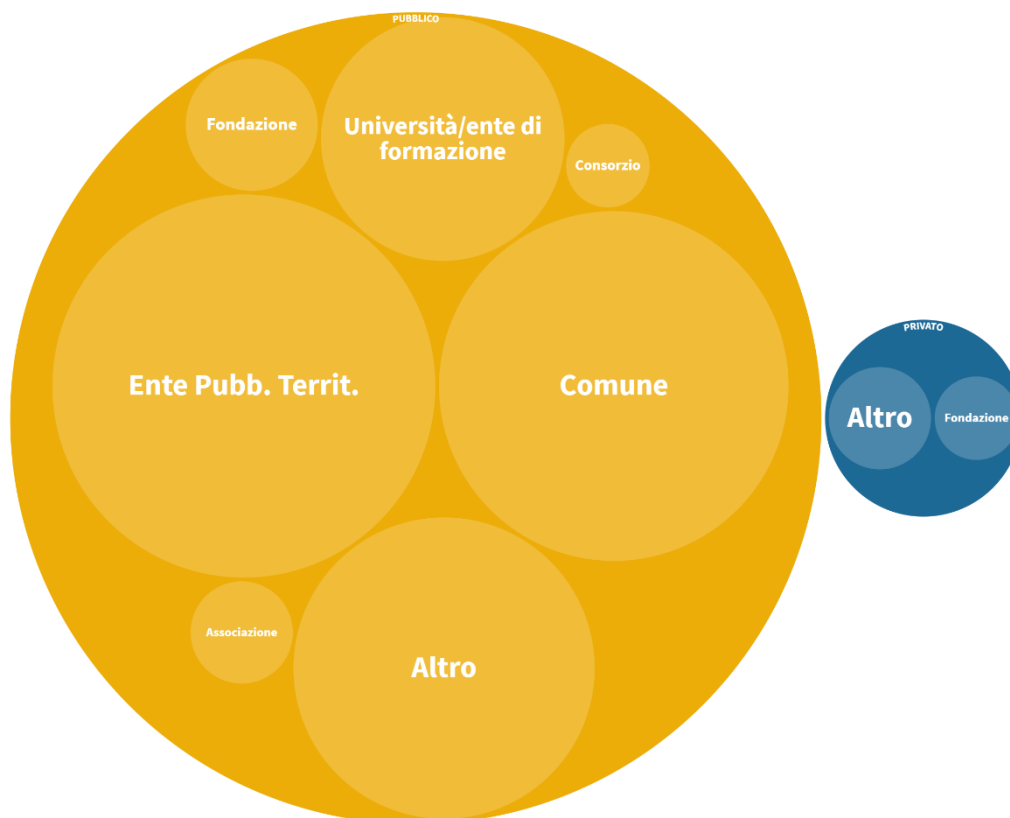 PUBBLICO
Fondazione
Università/ente di
formazione
Consorzio
Ente Pubb. Territ.
Comune
Associazione
Altro
PRIVATO
Altro
Fondazione